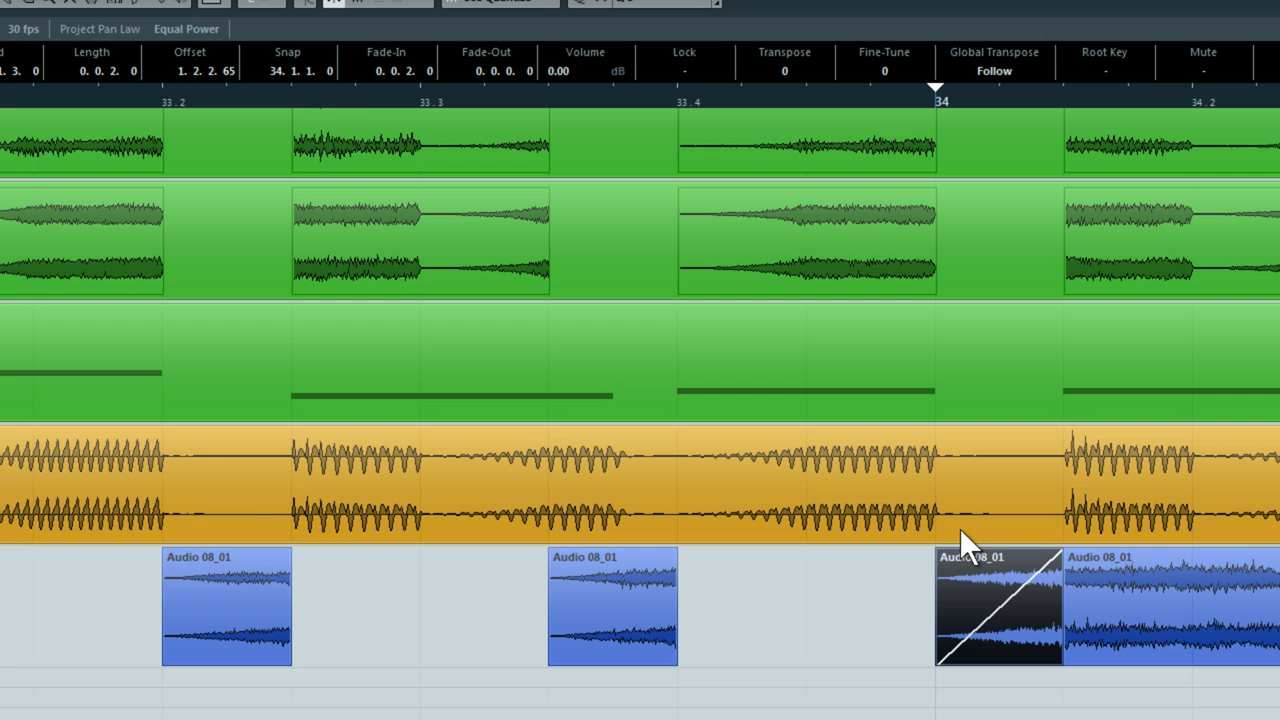 30 fps Project Pan Law Equal Power
Length Offset Snap Fade-In Fade-Out Volume Lock Transpose Fine-Tune Global Transpose Root Key Mute
3. 0 0. 0. 2. 0 1. 2. 2. 65 34. 1. 1. 0 0. 0. 2. 0 0. 0. 0. 0 0.00 dB - 0 0 Follow - -
33.2 33.3 33.4 34 34.2
Audio 08_01 Audio 08_01 Audio 08_01 Audio 08_01